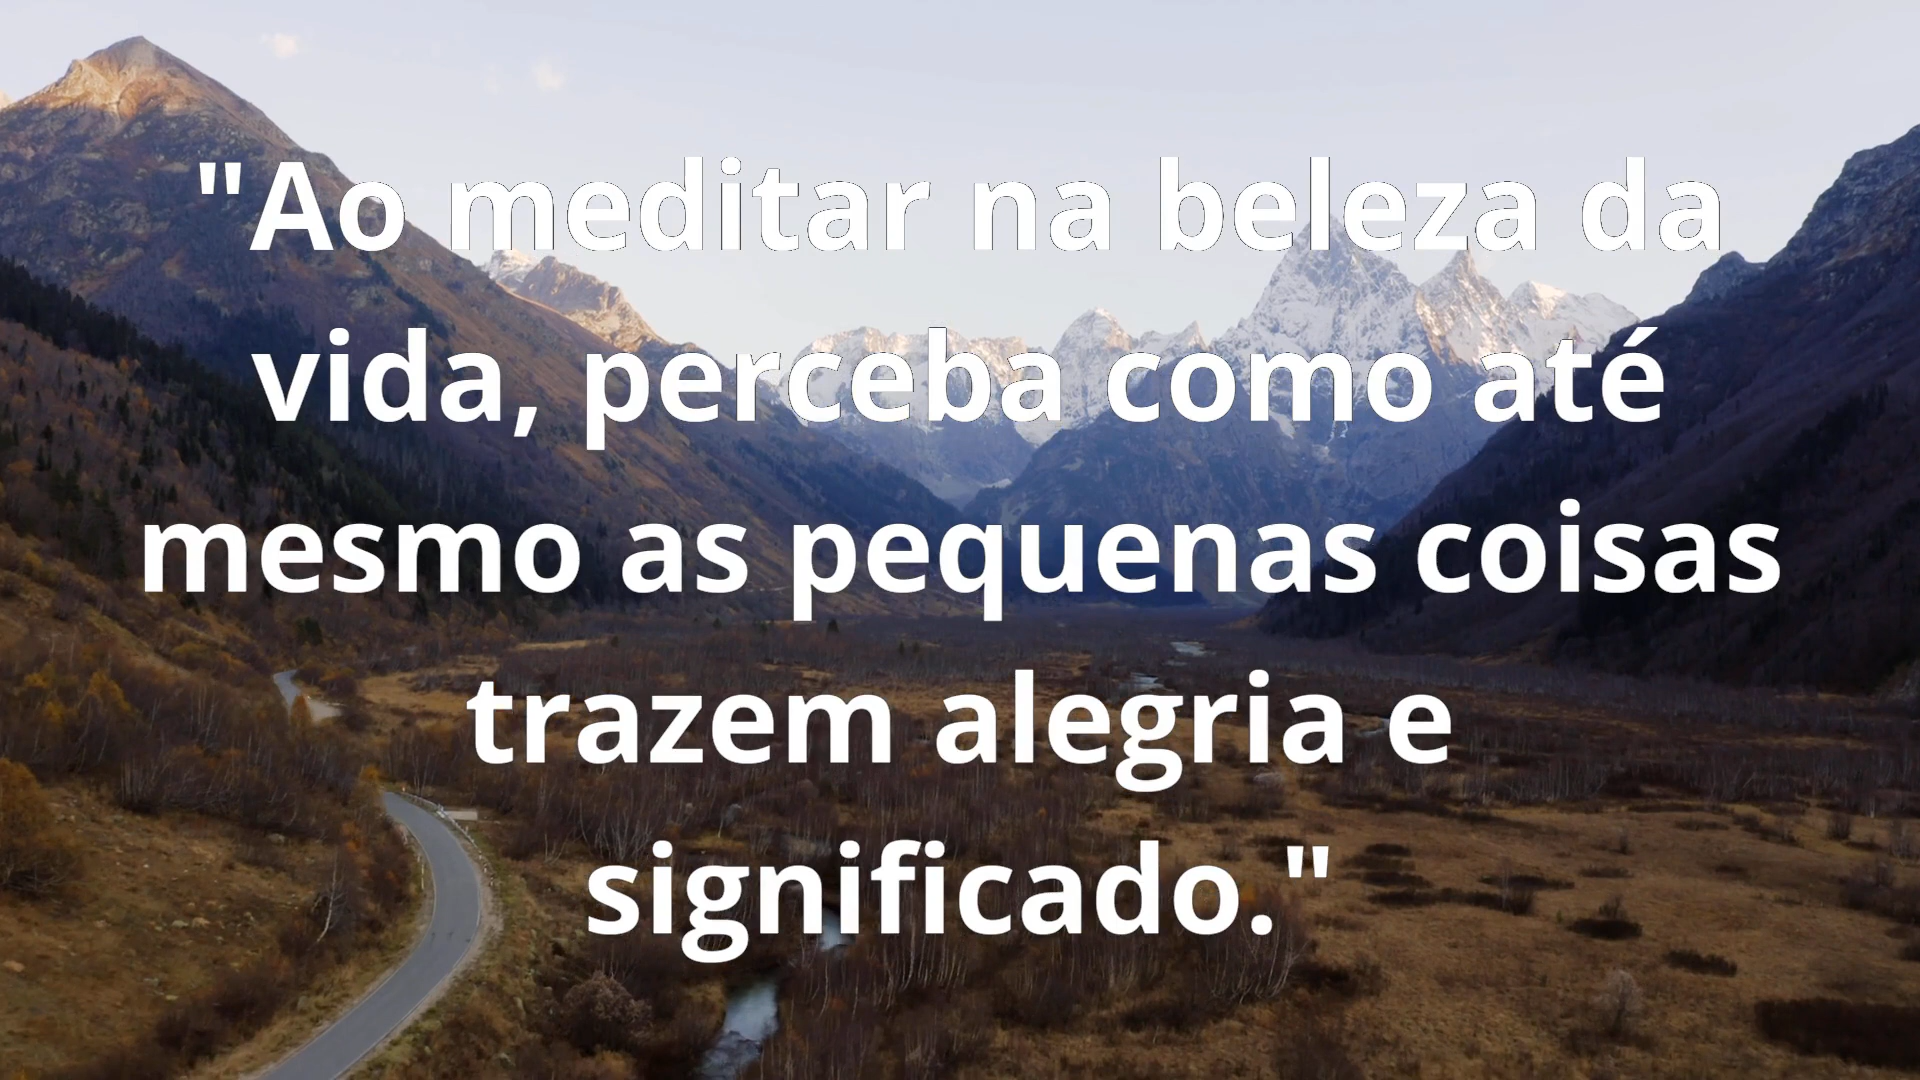 "Ao meditar na beleza da
vida, perceba como até
mesmo as pequenas coisas
trazem alegria e
significado."